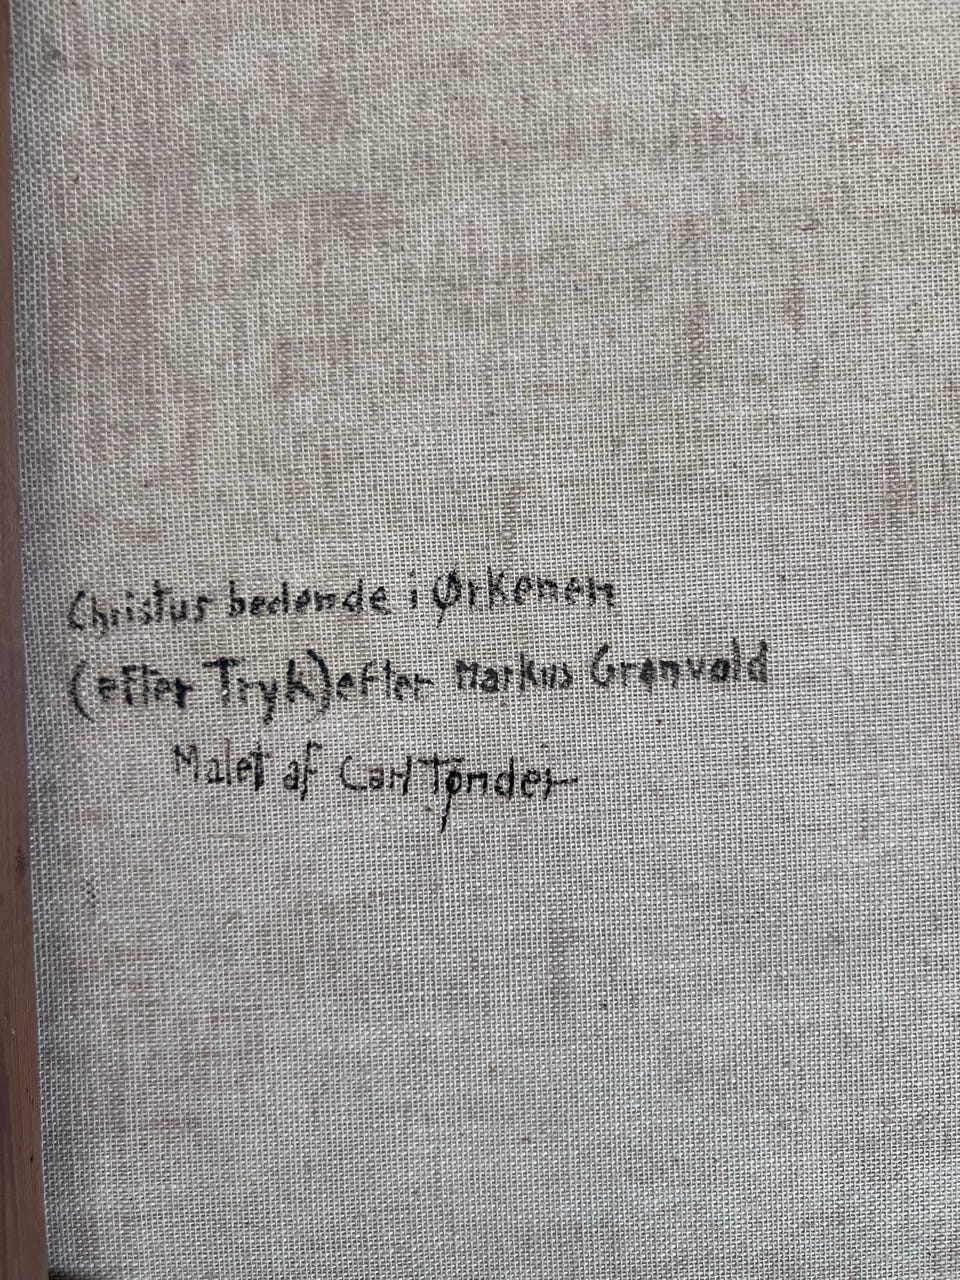 Christus bedende i Ørkenen
(efter Tryk) efter Markus Grønvold
Malet af Carl Tønder